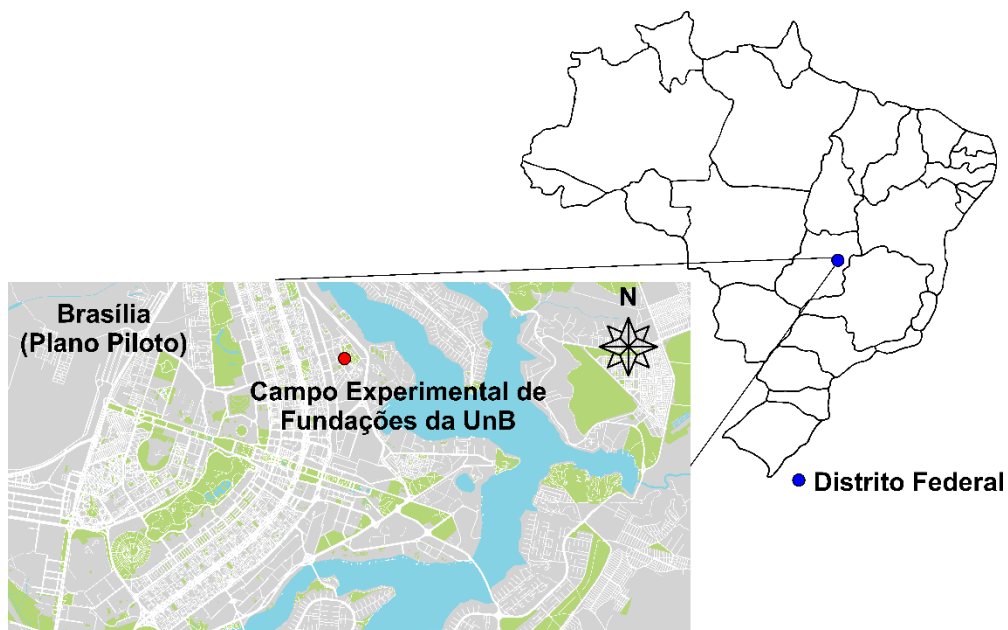 Brasília
(Plano Piloto)
N
Campo Experimental de
Fundações da UnB
Distrito Federal